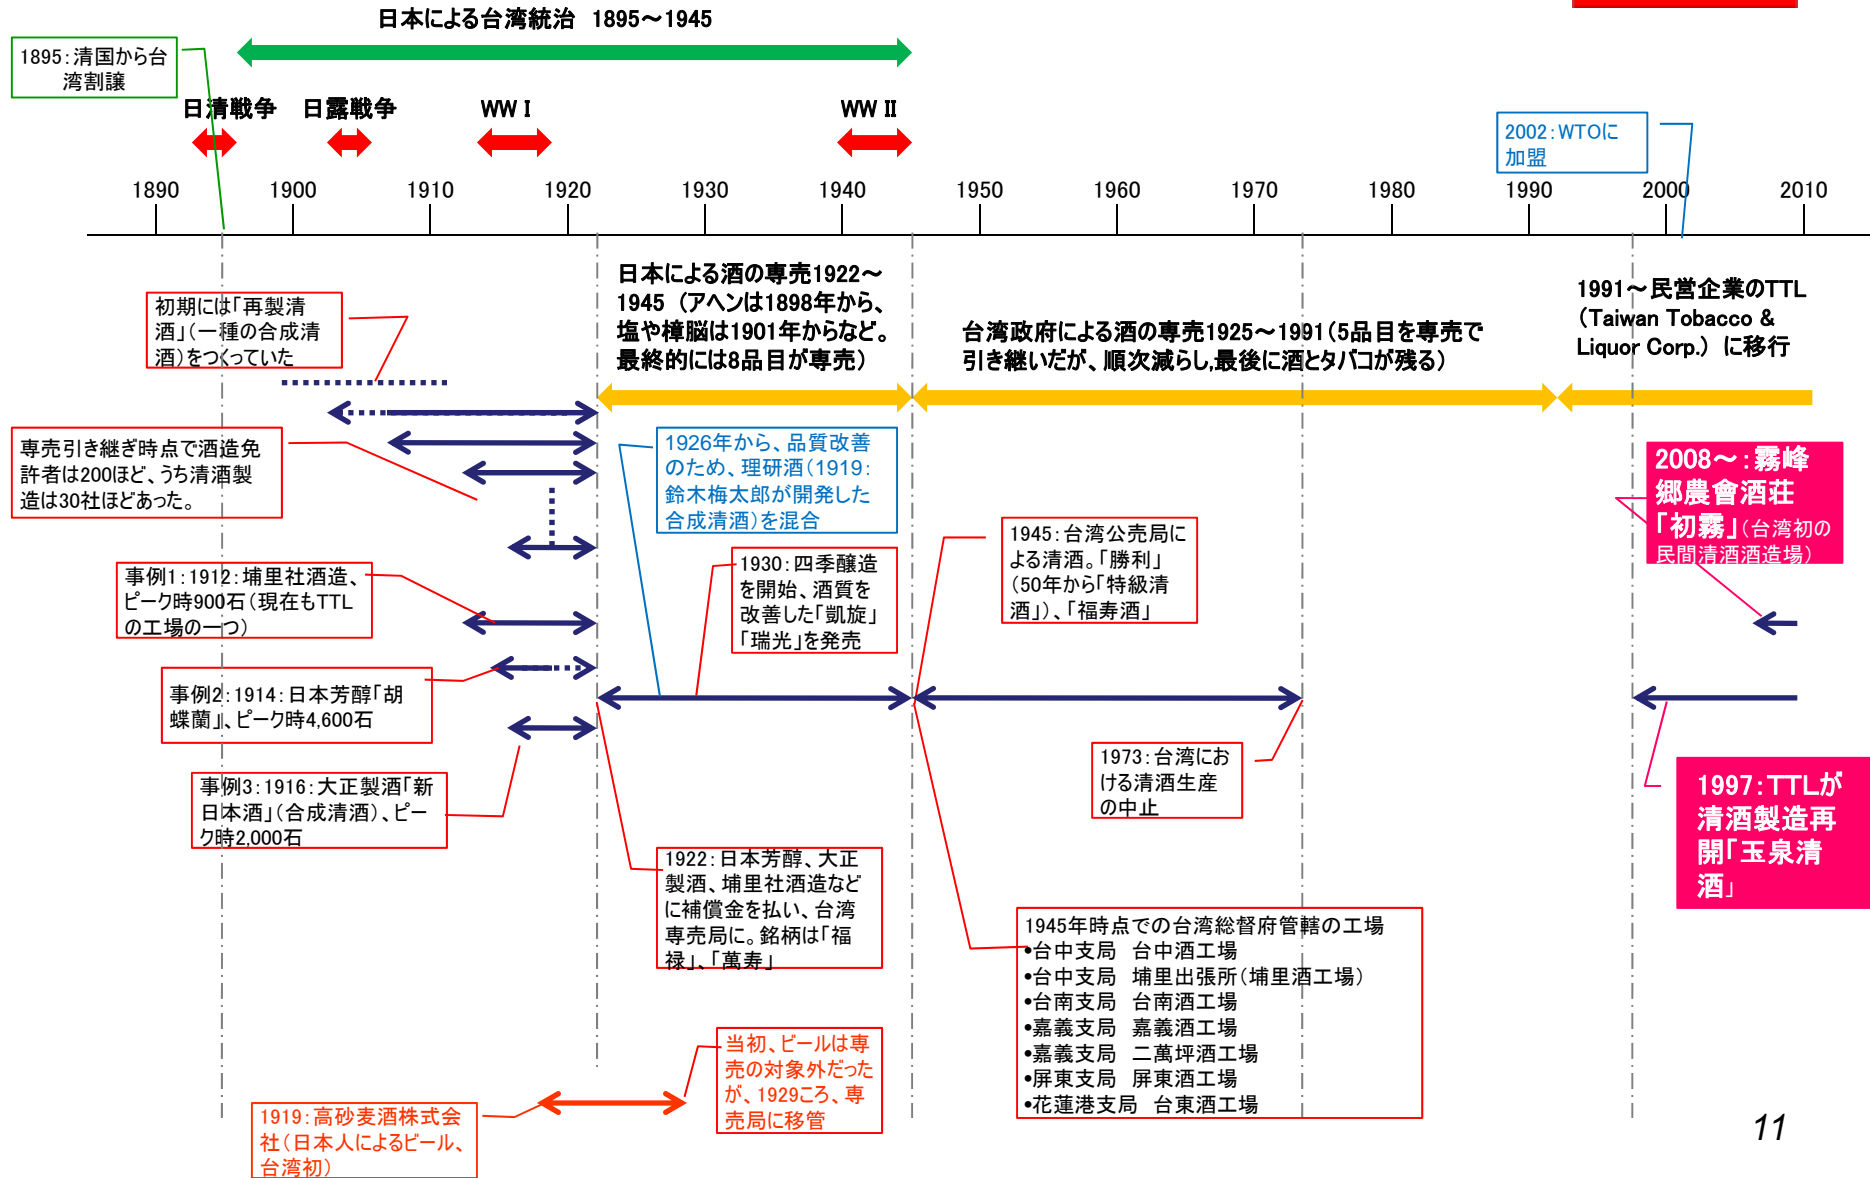 日本による台湾統治 1895～1945
1895：清国から台
湾割譲
日清戦争
日露戦争
WW I
WW II
2002：WTOに
加盟
1890
1900
1910
1920
1930
1940
1950
1960
1970
1980
1990
2000
2010
日本による酒の専売1922～
1945 （アヘンは1898年から、
塩や樟脳は1901年からなど。
最終的には8品目が専売）
台湾政府による酒の専売1925～1991（5品目を専売で
引き継いだが、順次減らし,最後に酒とタバコが残る）
1991～民営企業のTTL
（Taiwan Tobacco &
Liquor Corp.） に移行
初期には「再製清
酒」（一種の合成清
酒）をつくっていた
専売引き継ぎ時点で酒造免
許者は200ほど、うち清酒製
造は30社ほどあった。
1926年から、品質改善
のため、理研酒（1919：
鈴木梅太郎が開発した
合成清酒）を混合
2008～：霧峰
郷農會酒荘
「初霧」（台湾初の
民間清酒酒造場）
1945：台湾公売局に
よる清酒。「勝利」
（50年から「特級清
酒」）、「福寿酒」
1930：四季醸造
を開始、酒質を
改善した「凱旋」
「瑞光」を発売
事例1：1912：埔里社酒造、
ピーク時900石（現在もTTL
の工場の一つ）
事例2：1914：日本芳醇「胡
蝶蘭」、ピーク時4,600石
事例3：1916：大正製酒「新
日本酒」（合成清酒）、ピー
ク時2,000石
1973：台湾にお
ける清酒生産
の中止
1997：TTLが
清酒製造再
開「玉泉清
酒」
1922：日本芳醇、大正
製酒、埔里社酒造など
に補償金を払い、台湾
専売局に。銘柄は「福
禄」、「萬寿」
1945年時点での台湾総督府管轄の工場
•台中支局 台中酒工場
•台中支局 埔里出張所（埔里酒工場）
•台南支局 台南酒工場
•嘉義支局 嘉義酒工場
•嘉義支局 二萬坪酒工場
•屏東支局 屏東酒工場
•花蓮港支局 台東酒工場
当初、ビールは専
売の対象外だった
が、1929ころ、専
売局に移管
1919：高砂麦酒株式会
社（日本人によるビール、
台湾初）
11